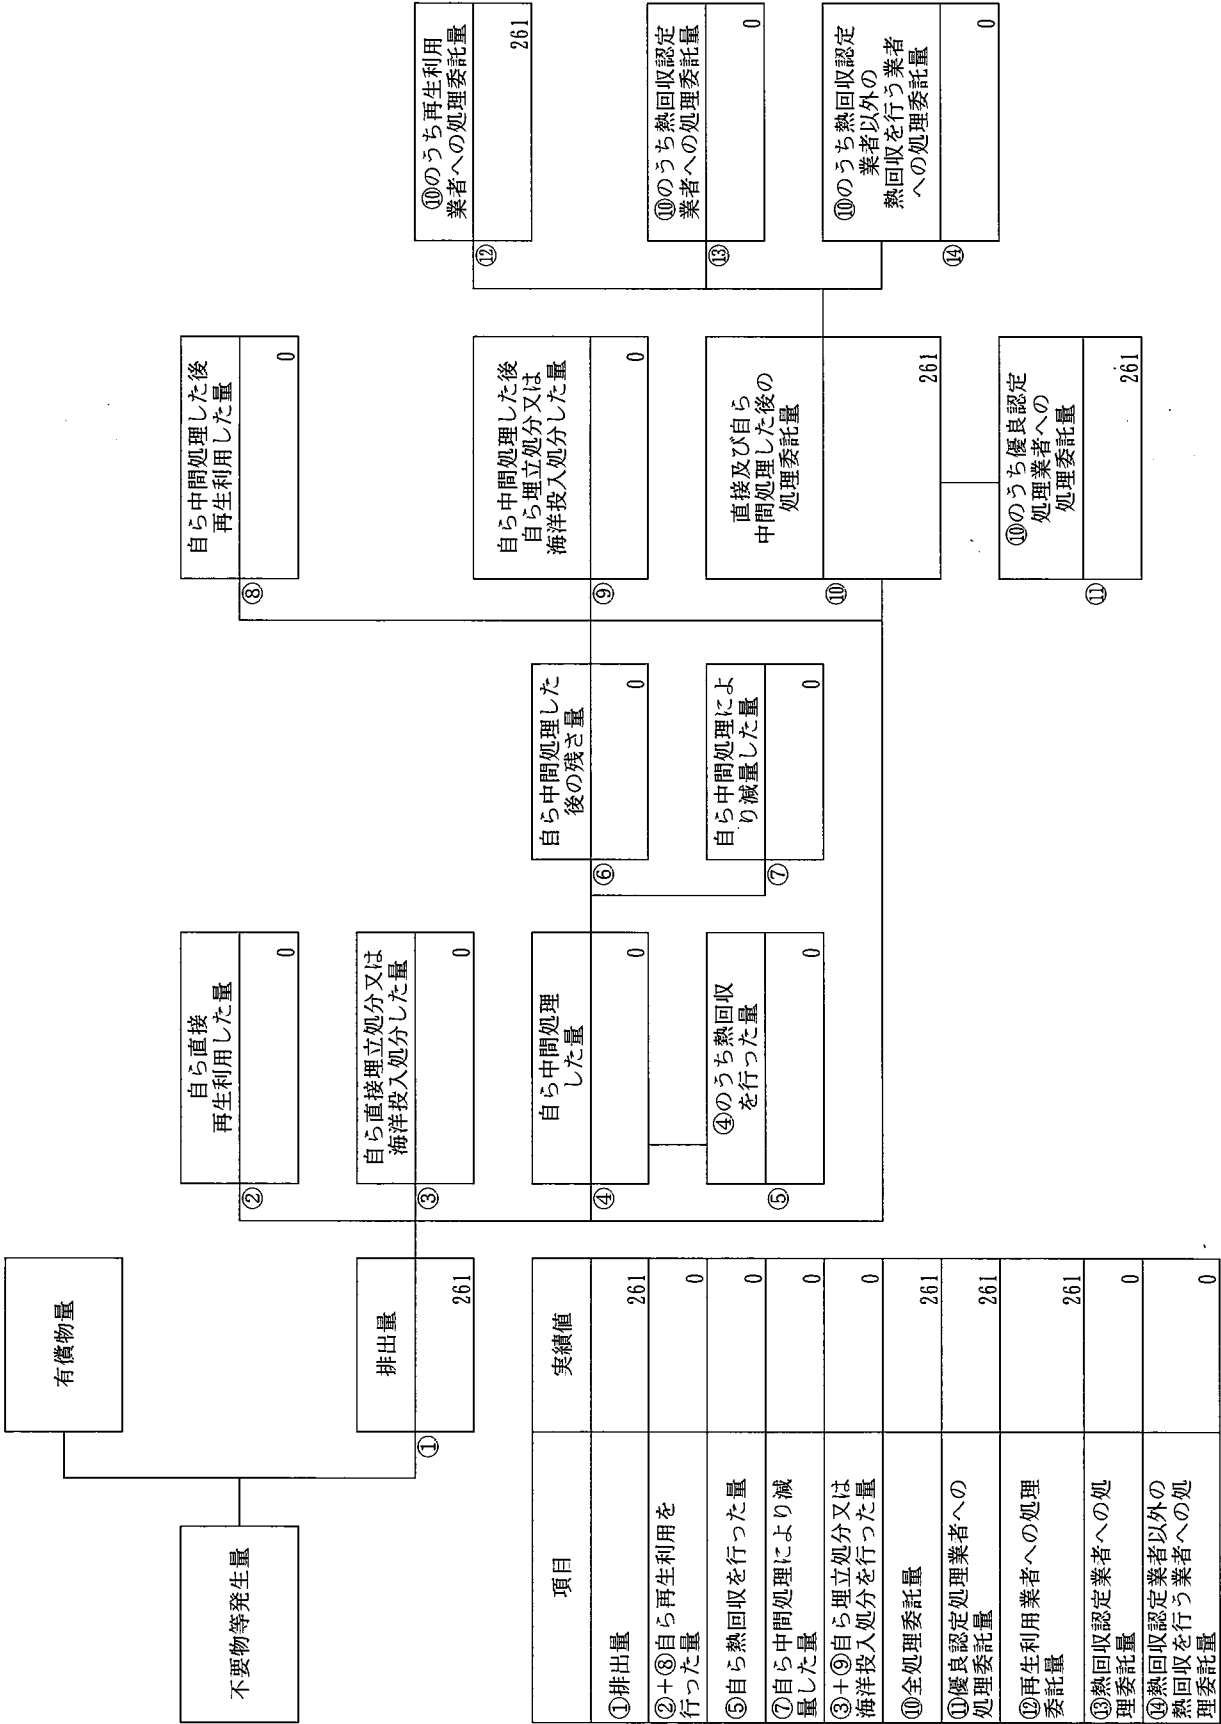 不要物等発生量
有償物量
①
排出量
261
②
自ら直接
再生利用した量
0
③
自ら直接埋立処分又は
海洋投入処分した量
0
④
自ら中間処理
した量
0
⑤
④のうち熱回収
を行った量
0
⑥
自ら中間処理した
後の残さ量
0
⑦
自ら中間処理によ
り減量した量
0
⑧
自ら中間処理した後
再生利用した量
0
⑨
自ら中間処理した後
自ら埋立処分又は
海洋投入処分した量
0
⑩
直接及び自ら
中間処理した後の
処理委託量
261
⑪
⑩のうち優良認定
処理業者への
処理委託量
261
⑫
⑩のうち再生利用
業者への処理委託量
261
⑬
⑩のうち熱回収認定
業者への処理委託量
0
⑭
⑩のうち熱回収認定
業者以外の
熱回収を行う業者
への処理委託量
0
項目 実績値
①排出量 261
②+⑧自ら再生利用を
行った量 0
⑤自ら熱回収を行った量 0
⑦自ら中間処理により減
量した量 0
③+⑨自ら埋立処分又は
海洋投入処分を行った量 0
⑩全処理委託量 261
⑪優良認定処理業者への
処理委託量 261
⑫再生利用業者への処理
委託量 261
⑬熱回収認定業者への処
理委託量 0
⑭熱回収認定業者以外の
熱回収を行う業者への処
理委託量 0